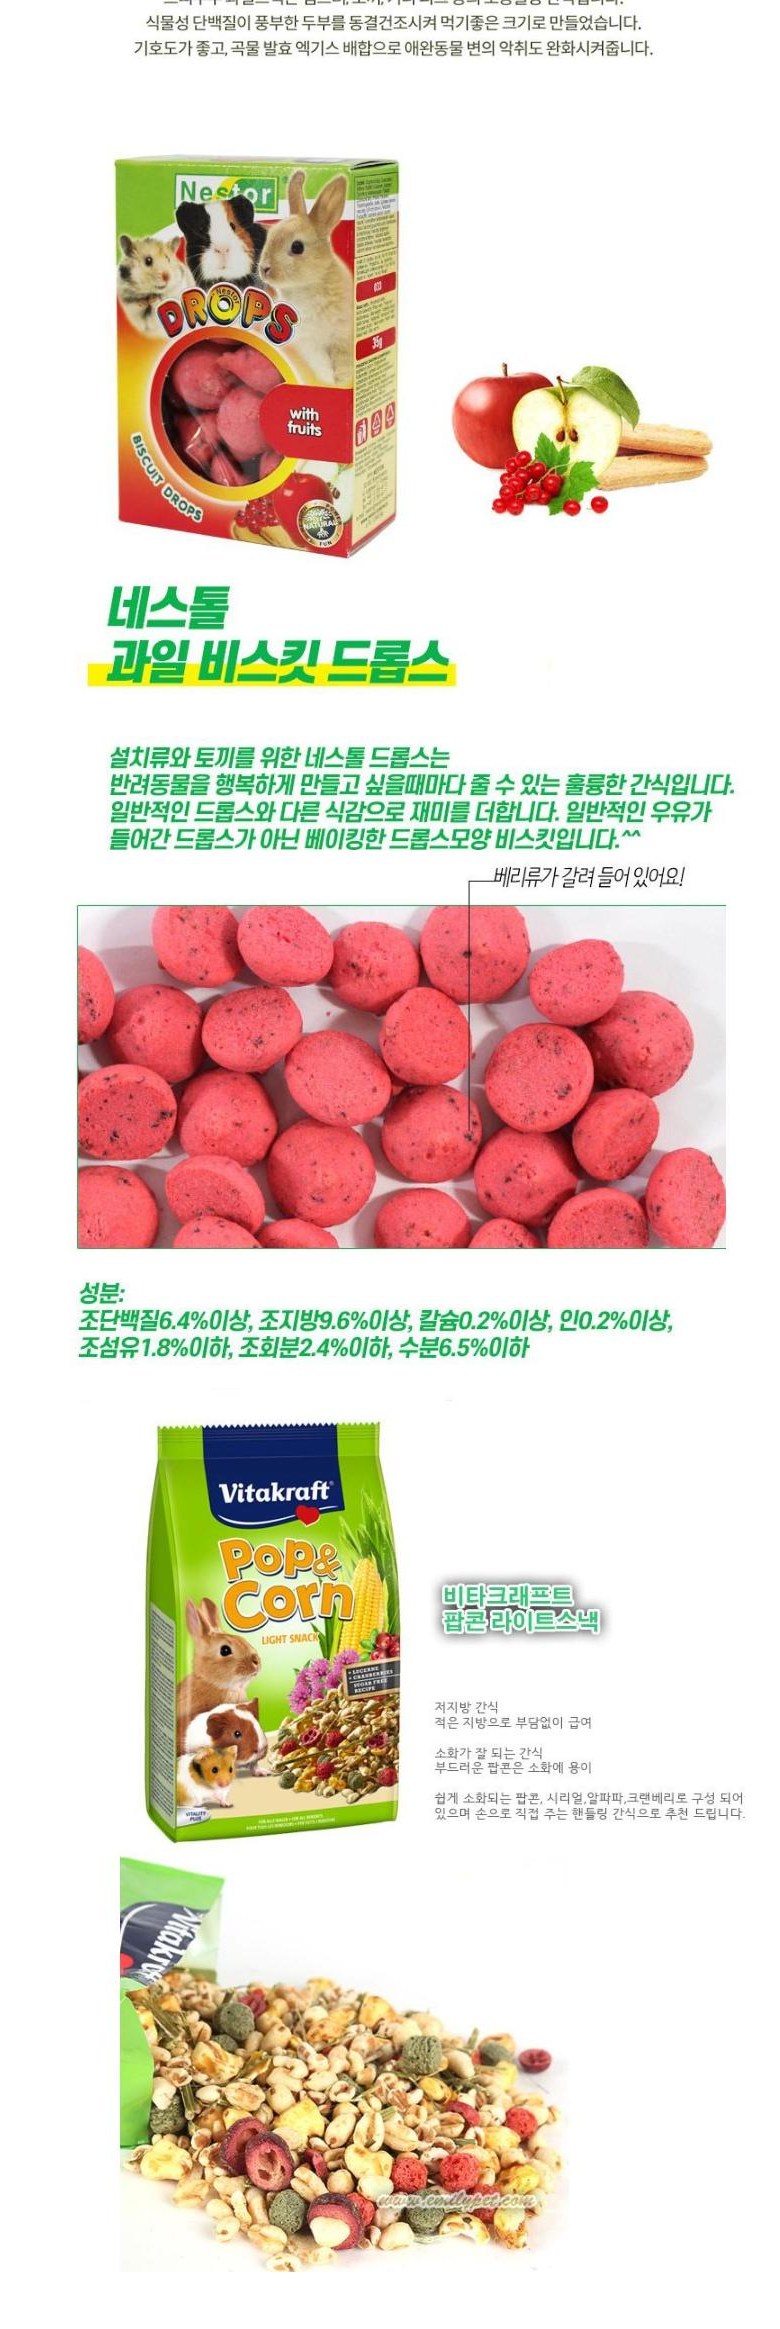 식물성 단백질이 풍부한 두부를 동결건조시켜 먹기좋은 크기로 만들었습니다.
기호도가 좋고, 곡물 발효 엑기스 배합으로 애완동물 변의 악취도 완화시켜줍니다.
Nestor
DROPS
Nestor
033
35g
with
fruits
BISCUIT DROPS
NATURAL
네스톨
과일 비스킷 드롭스
설치류와 토끼를 위한 네스톨 드롭스는
반려동물을 행복하게 만들고 싶을때마다 줄 수 있는 훌륭한 간식입니다.
일반적인 드롭스와 다른 식감으로 재미를 더합니다. 일반적인 우유가
들어간 드롭스가 아닌 베이킹한 드롭스모양 비스킷입니다.^^
베리류가 갈려 들어 있어요!
성분:
조단백질6.4%이상, 조지방9.6%이상, 칼슘0.2%이상, 인0.2%이상,
조섬유1.8%이하, 조회분2.4%이하, 수분6.5%이하
Vitakraft
Pop&
Corn
LIGHT SNACK
+ LUCERNE
+ CRANBERRIES
SUGAR FREE
RECIPE
VITALITY
PLUS
비타크래프트
팝콘 라이트스낵
저지방 간식
적은 지방으로 부담없이 급여
소화가 잘 되는 간식
부드러운 팝콘은 소화에 용이
쉽게 소화되는 팝콘, 시리얼,알파파,크랜베리로 구성 되어
있으며 손으로 직접 주는 핸들링 간식으로 추천 드립니다.
Vitakra
www.emilypet.com